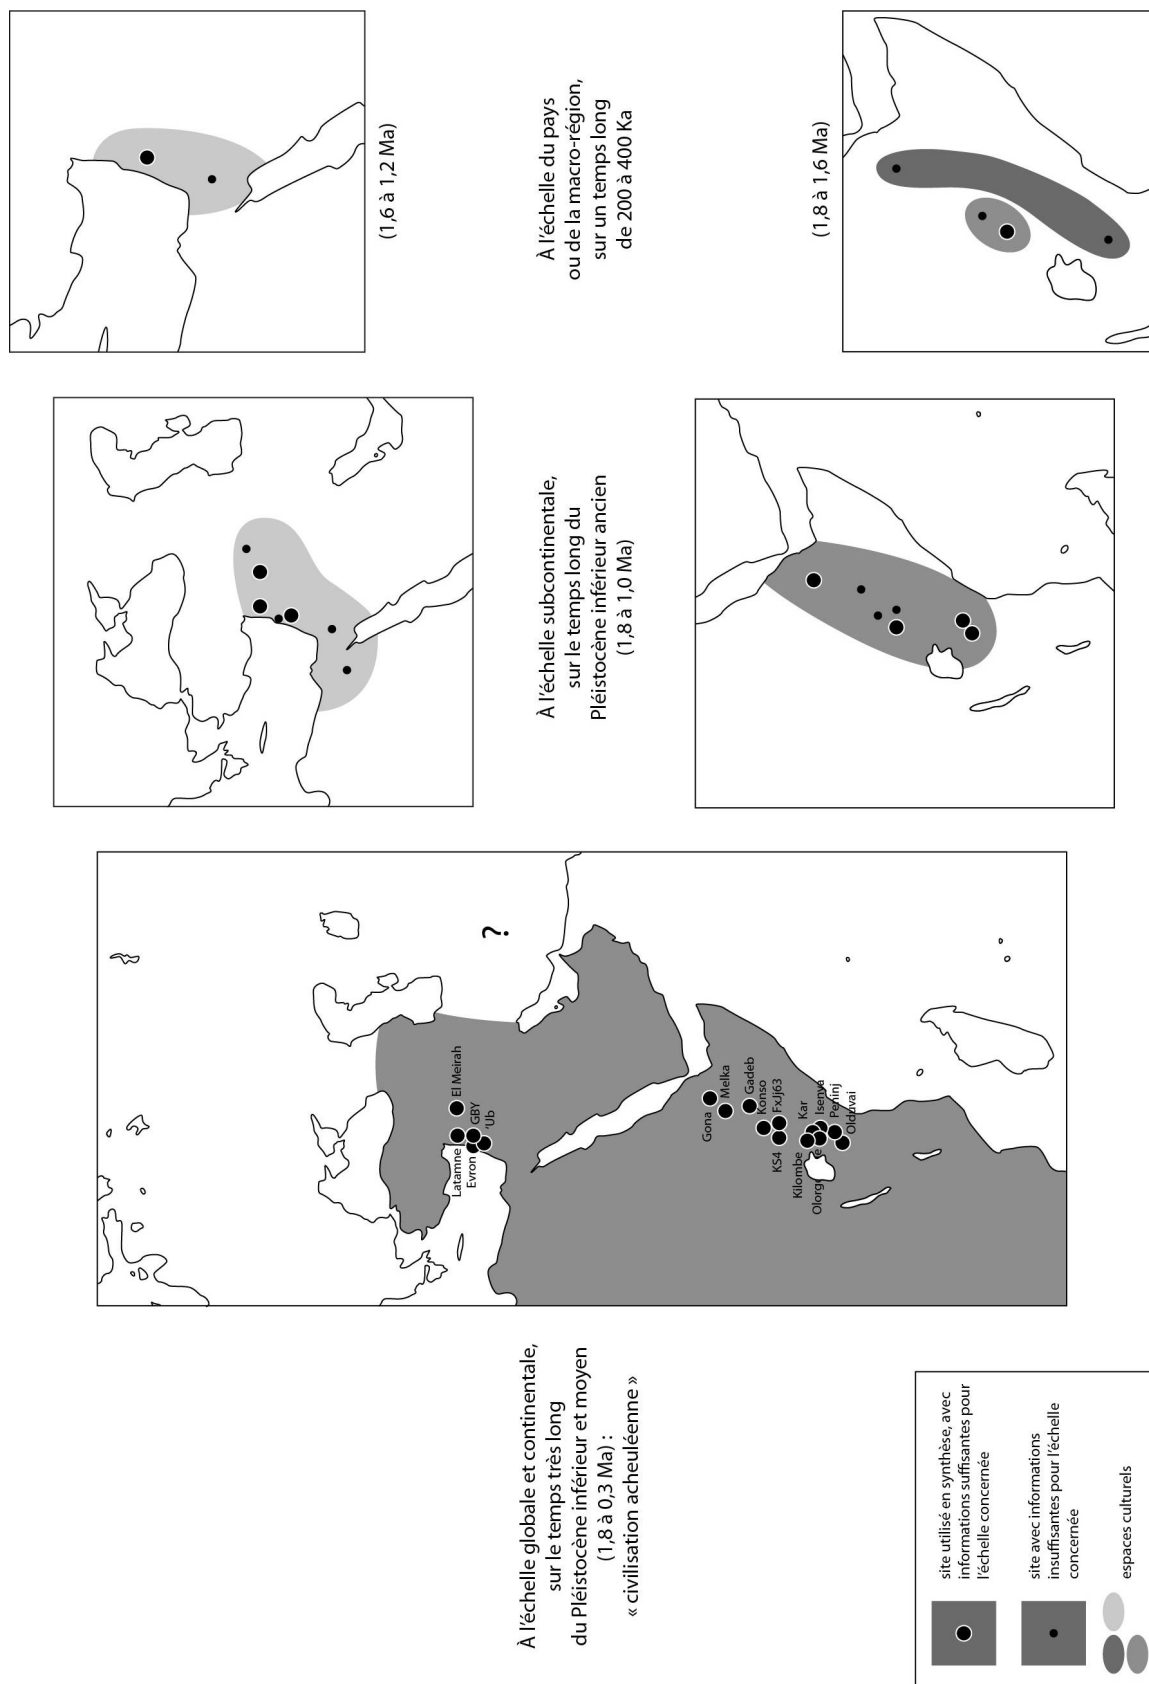 À l'échelle globale et continentale,
sur le temps très long
du Pléistocène inférieur et moyen
(1,8 à 0,3 Ma) :
« civilisation acheuléenne »
El Meirah
Latamne
GBY
Evron
'Ub
?
Gona
Melka
Gadeb
Konso
FxJj63
KS4
Kar
Kilombe
Isenya
Peninj
Olduvai
À l'échelle subcontinentale,
sur le temps long du
Pléistocène inférieur ancien
(1,8 à 1,0 Ma)
À l'échelle du pays
ou de la macro-région,
sur un temps long
de 200 à 400 Ka
(1,6 à 1,2 Ma)
(1,8 à 1,6 Ma)
site utilisé en synthèse, avec
informations suffisantes pour
l'échelle concernée
site avec informations
insuffisantes pour l'échelle
concernée
espaces culturels